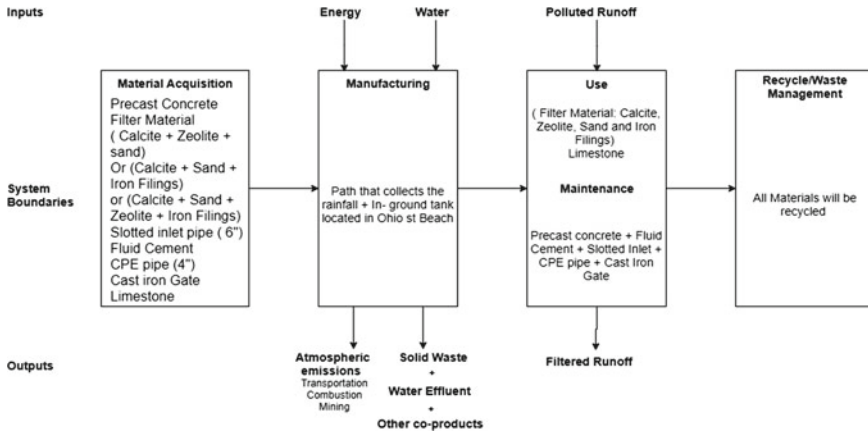 Inputs
Energy
Water
Polluted Runoff
Material Acquisition
Precast Concrete
Filter Material
( Calcite + Zeolite +
sand)
Or (Calcite + Sand +
Iron Filings)
or (Calcite + Sand +
Zeolite + Iron Filings)
Slotted inlet pipe ( 6")
Fluid Cement
CPE pipe (4")
Cast iron Gate
Limestone
Manufacturing
Path that collects the
rainfall + In- ground tank
located in Ohio st Beach
Use
( Filter Material: Calcite,
Zeolite, Sand and Iron
Filings)
Limestone
Maintenance
Precast concrete + Fluid
Cement + Slotted Inlet +
CPE pipe + Cast Iron
Gate
Recycle/Waste
Management
All Materials will be
recycled
System
Boundaries
Outputs
Atmospheric
emissions
Transportation
Combustion
Mining
Solid Waste
+
Water Effluent
+
Other co-products
Filtered Runoff